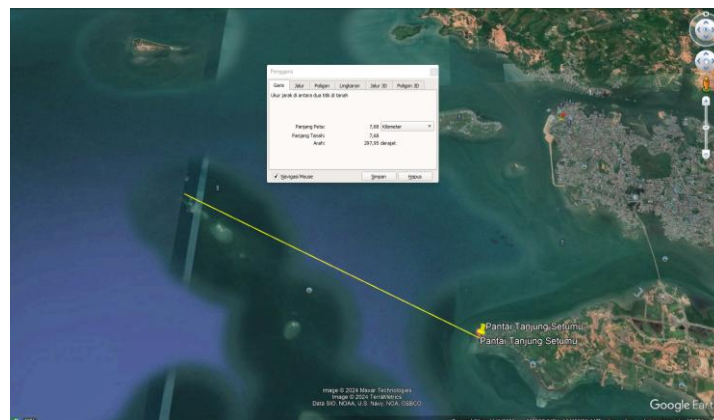 Penggaris
Garis Jalur Poligon Lingkaran Jalur 3D Poligon 3D
Ukur jarak di antara dua titik di tanah
Panjang Peta: 7,68 Kilometer
Panjang Tanah: 7,68
Arah: 297,95 derajat
Navigasi Mouse Simpan Hapus
Pantai Tanjung Setumu
Pantai Tanjung Setumu
Image © 2024 Maxar Technologies
Image © 2024 TerraMetrics
Data SIO, NOAA, U.S. Navy, NGA, GEBCO
Google Earth